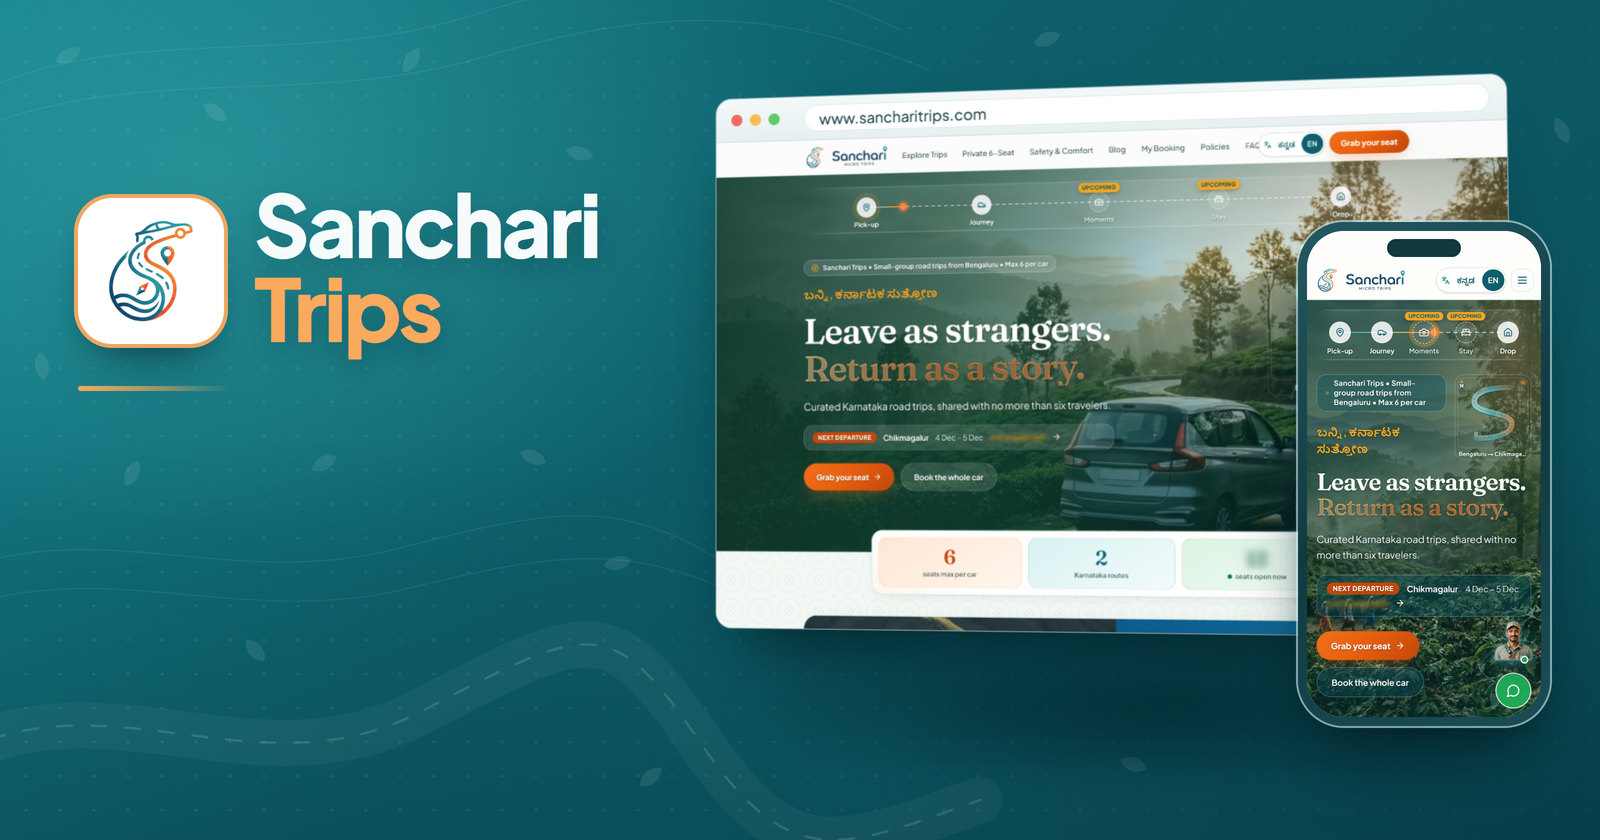 Sanchari
Trips
www.sancharitrips.com
Sanchari
MICRO TRIPS
Explore Trips
Private 6-Seat
Safety & Comfort
Blog
My Booking
Policies
FAQ
ಕನ್ನಡ
EN
Grab your seat
UPCOMING
UPCOMING
Pick-up
Journey
Moments
Stay
Drop
Sanchari Trips • Small-group road trips from Bengaluru • Max 6 per car
ಬನ್ನಿ, ಕರ್ನಾಟಕ ಸುತ್ತೋಣ
Leave as strangers.
Return as a story.
Curated Karnataka road trips, shared with no more than six travelers.
NEXT DEPARTURE Chikmagalur 4 Dec – 5 Dec →
Grab your seat →
Book the whole car
6
seats max per car
2
Karnataka routes
seats open now
Sanchari
MICRO TRIPS
ಕನ್ನಡ
EN
UPCOMING
UPCOMING
Pick-up
Journey
Moments
Stay
Drop
Sanchari Trips • Small-
group road trips from
Bengaluru • Max 6 per car
N
Bengaluru → Chikmaga...
ಬನ್ನಿ, ಕರ್ನಾಟಕ
ಸುತ್ತೋಣ
Leave as strangers.
Return as a story.
Curated Karnataka road trips, shared with no
more than six travelers.
NEXT DEPARTURE Chikmagalur 4 Dec – 5 Dec
→
Grab your seat →
Book the whole car